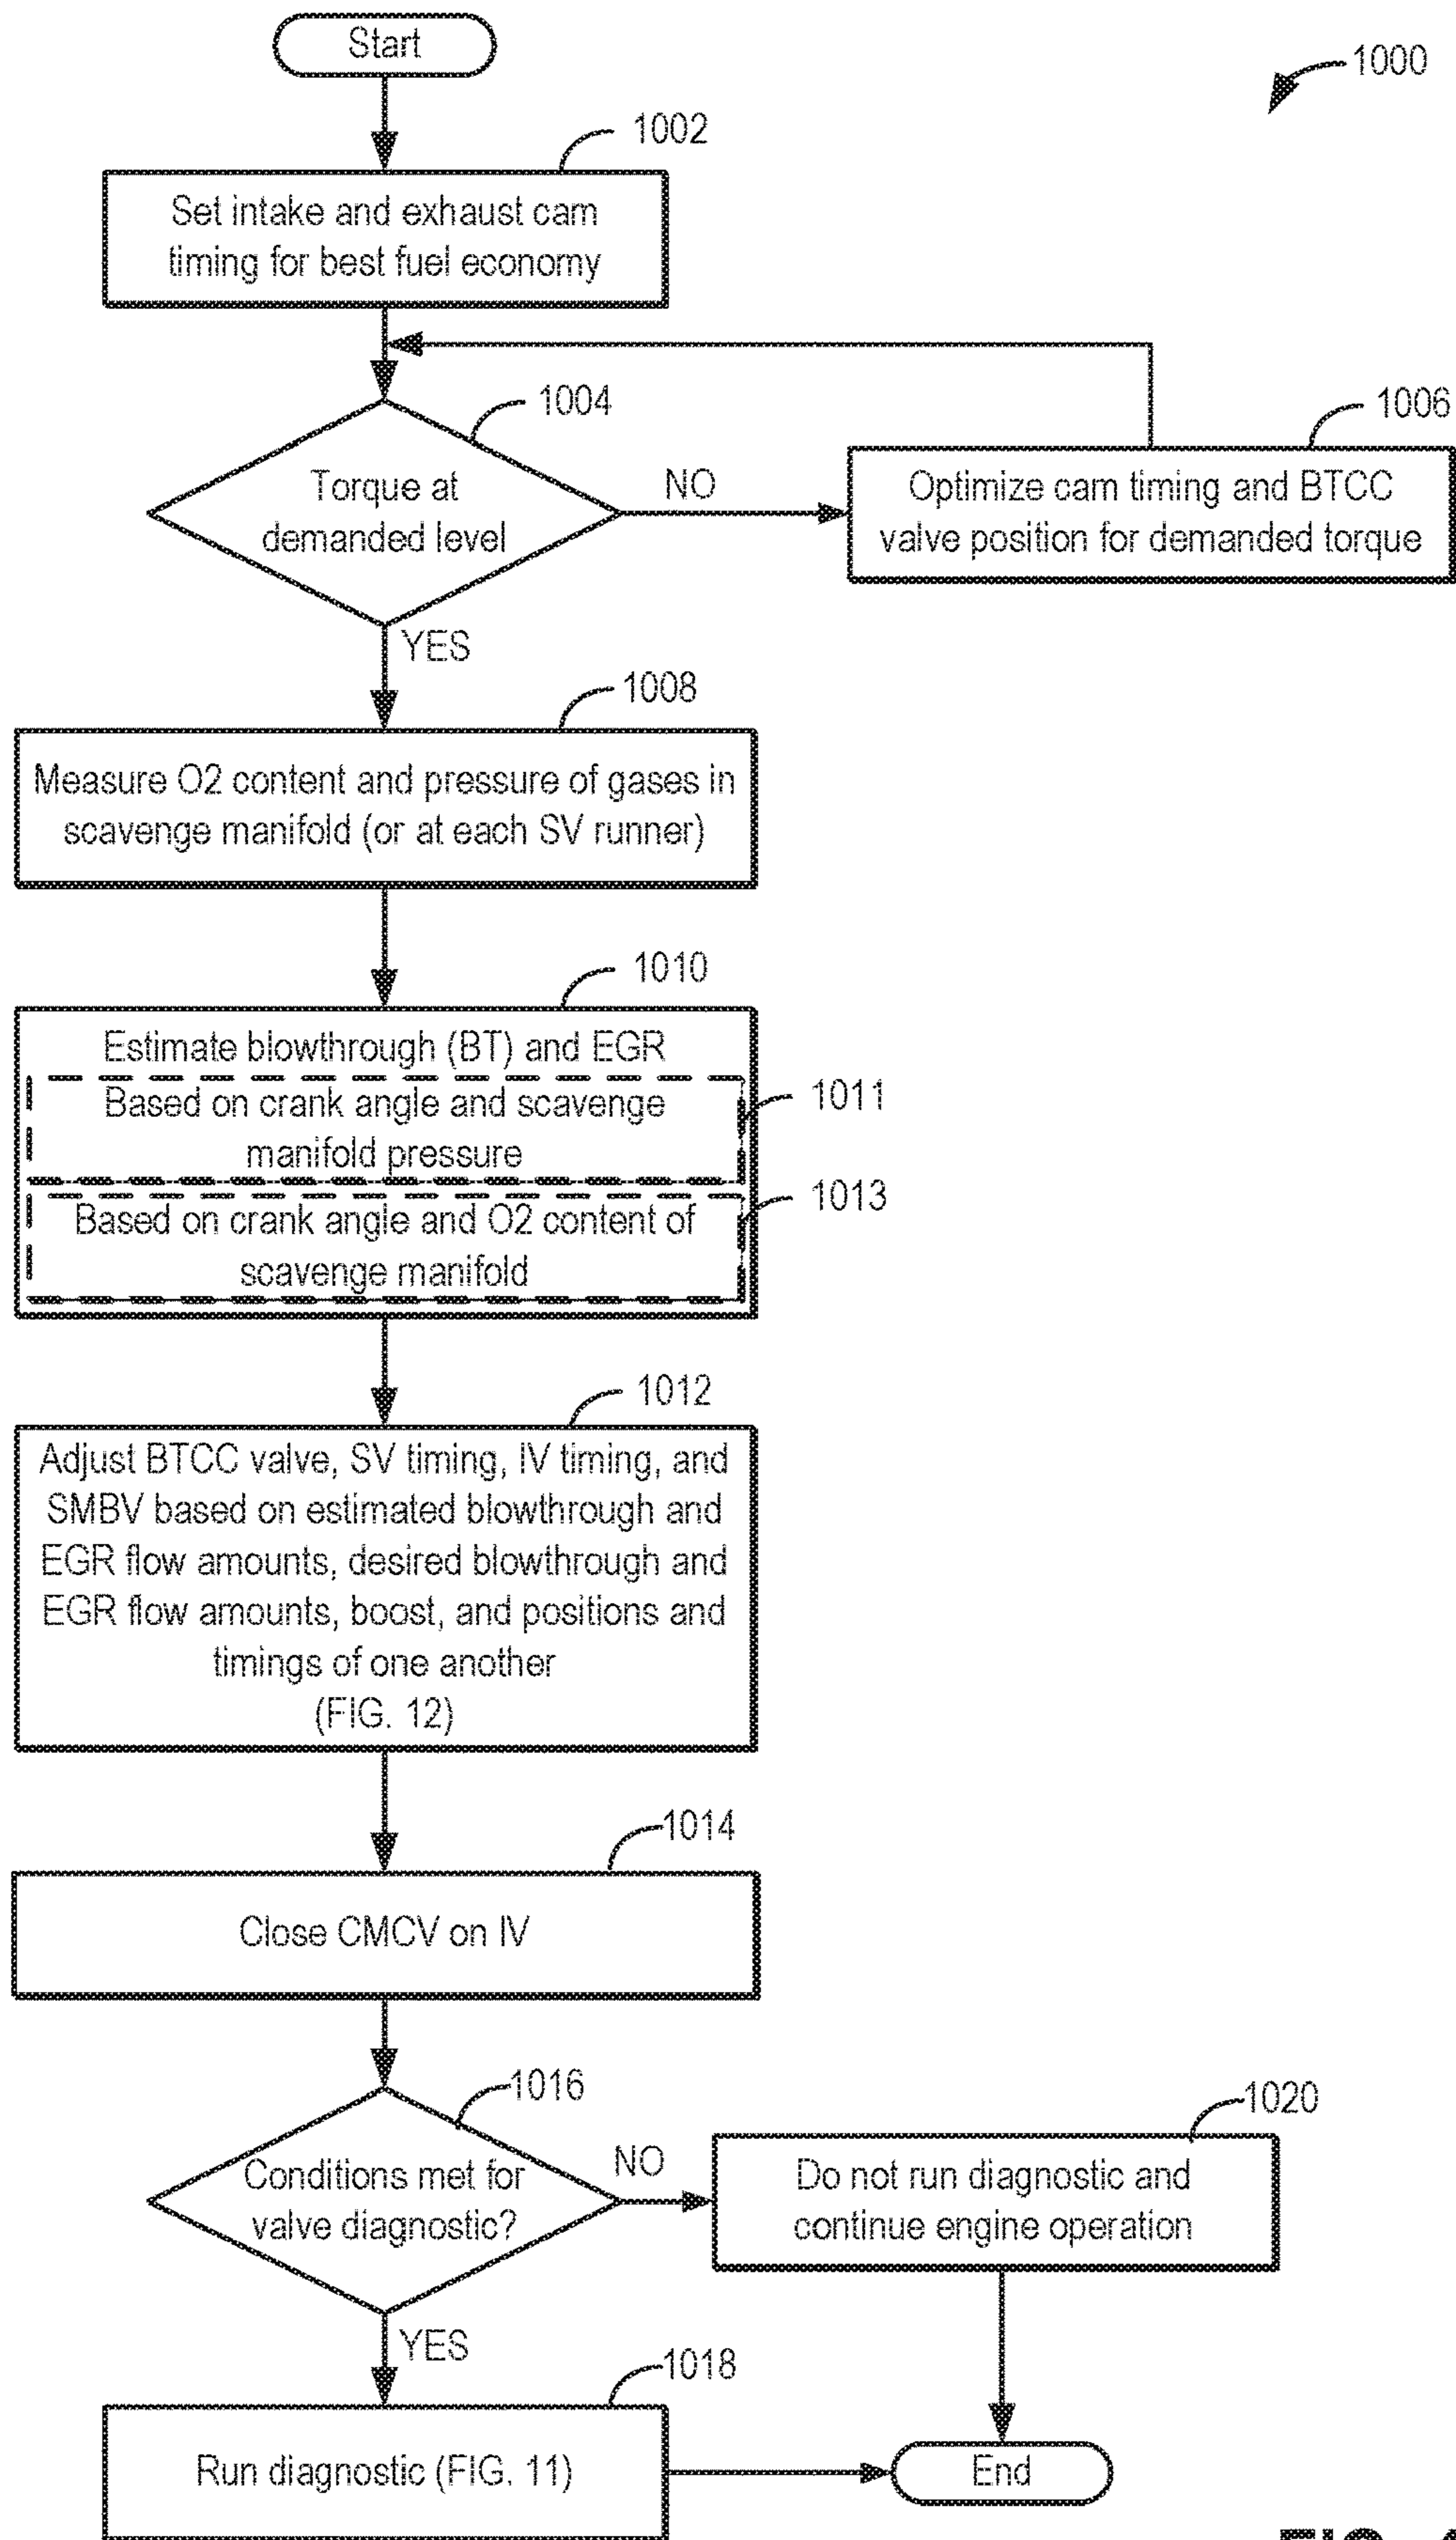 Start
1000
1002
Set intake and exhaust cam
timing for best fuel economy
1004
Torque at
demanded level
NO
1006
Optimize cam timing and BTCC
valve position for demanded torque
YES
1008
Measure O2 content and pressure of gases in
scavenge manifold (or at each SV runner)
1010
Estimate blowthrough (BT) and EGR
Based on crank angle and scavenge
manifold pressure
1011
Based on crank angle and O2 content of
scavenge manifold
1013
1012
Adjust BTCC valve, SV timing, IV timing, and
SMBV based on estimated blowthrough and
EGR flow amounts, desired blowthrough and
EGR flow amounts, boost, and positions and
timings of one another
(FIG. 12)
1014
Close CMCV on IV
1016
Conditions met for
valve diagnostic?
NO
1020
Do not run diagnostic and
continue engine operation
YES
1018
Run diagnostic (FIG. 11)
End